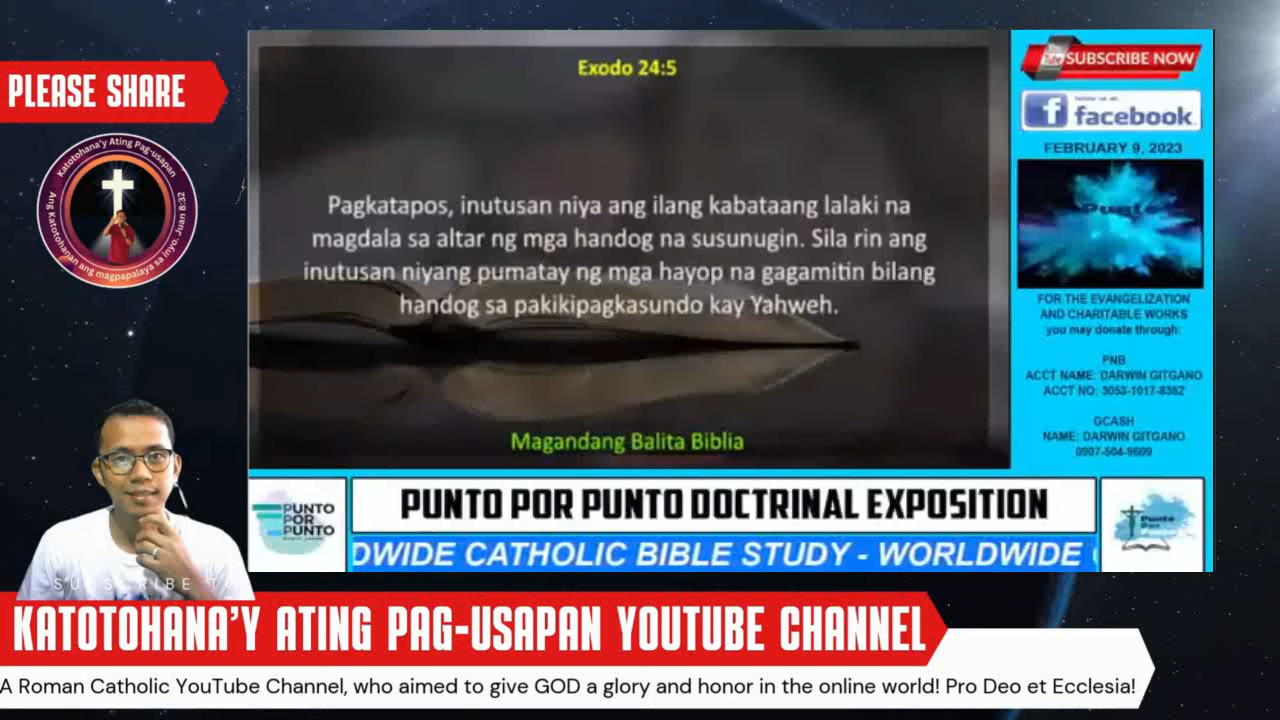 PLEASE SHARE
Katotohana'y Ating Pag-usapan
Ang Katotohanan ang magpapalaya sa inyo. Juan 8:32
Exodo 24:5
Pagkatapos, inutusan niya ang ilang kabataang lalaki na
magdala sa altar ng mga handog na susunugin. Sila rin ang
inutusan niyang pumatay ng mga hayop na gagamitin bilang
handog sa pakikipagkasundo kay Yahweh.
Magandang Balita Biblia
SUBSCRIBE NOW
facebook
FEBRUARY 9, 2023
FOR THE EVANGELIZATION
AND CHARITABLE WORKS
you may donate through:
PNB
ACCT NAME: DARWIN GITGANO
ACCT NO: 3053-1017-8352
GCASH
NAME: DARWIN GITGANO
0907-504-9609
PUNTO
POR
PUNTO
PUNTO POR PUNTO DOCTRINAL EXPOSITION
DWIDE CATHOLIC BIBLE STUDY - WORLDWIDE
Punto
Por
SUBSCRIBE
KATOTOHANA'Y ATING PAG-USAPAN YOUTUBE CHANNEL
A Roman Catholic YouTube Channel, who aimed to give GOD a glory and honor in the online world! Pro Deo et Ecclesia!